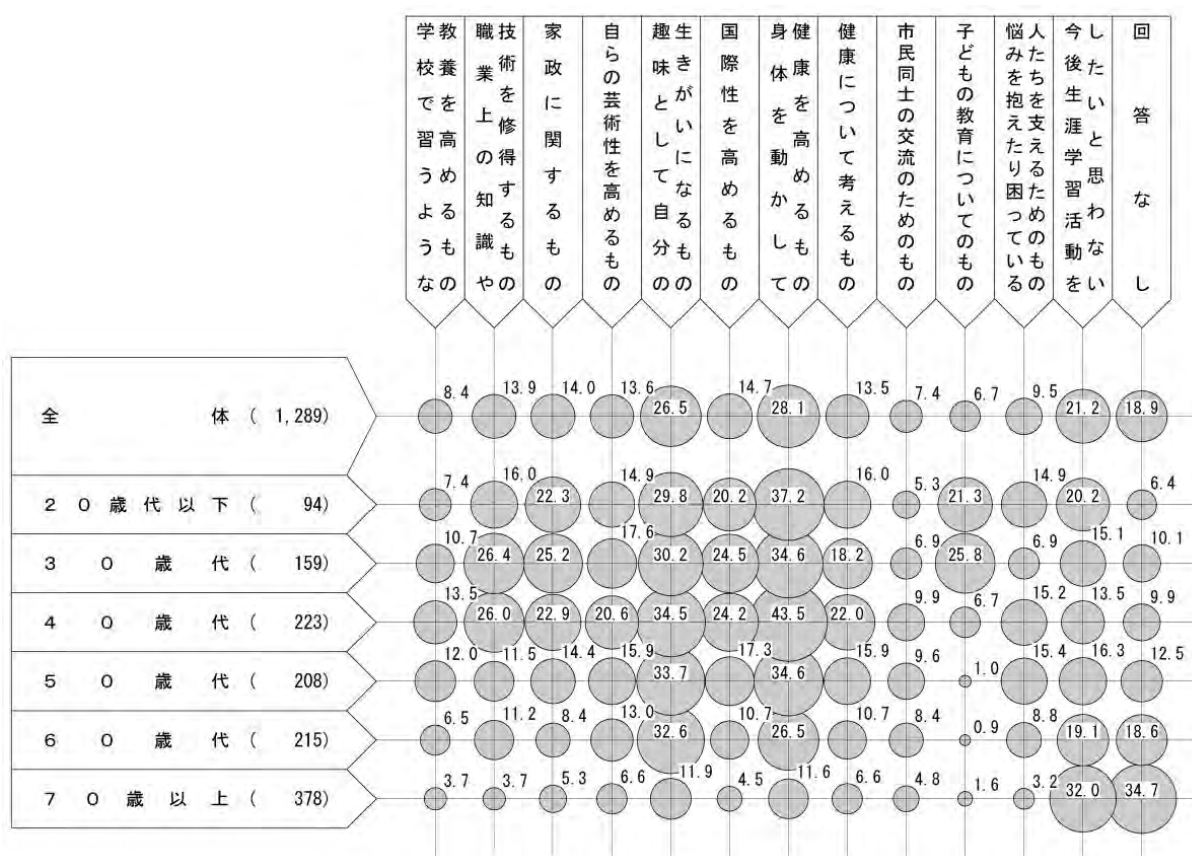 学校で習うような
教養を高めるもの
職業上の知識や
技術を修得するもの
家政に関するもの
自らの芸術性を高めるもの
趣味として自分の
生きがいになるもの
国際性を高めるもの
身体を動かして
健康を高めるもの
健康について考えるもの
市民同士の交流のためのもの
子どもの教育についてのもの
悩みを抱えたり困っている
人たちを支えるためのもの
今後生涯学習活動を
したいと思わない
回答なし
全体(1,289) 8.4 13.9 14.0 13.6 26.5 14.7 28.1 13.5 7.4 6.7 9.5 21.2 18.9
20歳代以下(94) 7.4 16.0 22.3 14.9 29.8 20.2 37.2 16.0 5.3 21.3 14.9 20.2 6.4
30歳代(159) 10.7 26.4 25.2 17.6 30.2 24.5 34.6 18.2 6.9 25.8 6.9 15.1 10.1
40歳代(223) 13.5 26.0 22.9 20.6 34.5 24.2 43.5 22.0 9.9 6.7 15.2 13.5 9.9
50歳代(208) 12.0 11.5 14.4 15.9 33.7 17.3 34.6 15.9 9.6 1.0 15.4 16.3 12.5
60歳代(215) 6.5 11.2 8.4 13.0 32.6 10.7 26.5 10.7 8.4 0.9 8.8 19.1 18.6
70歳以上(378) 3.7 3.7 5.3 6.6 11.9 4.5 11.6 6.6 4.8 1.6 3.2 32.0 34.7